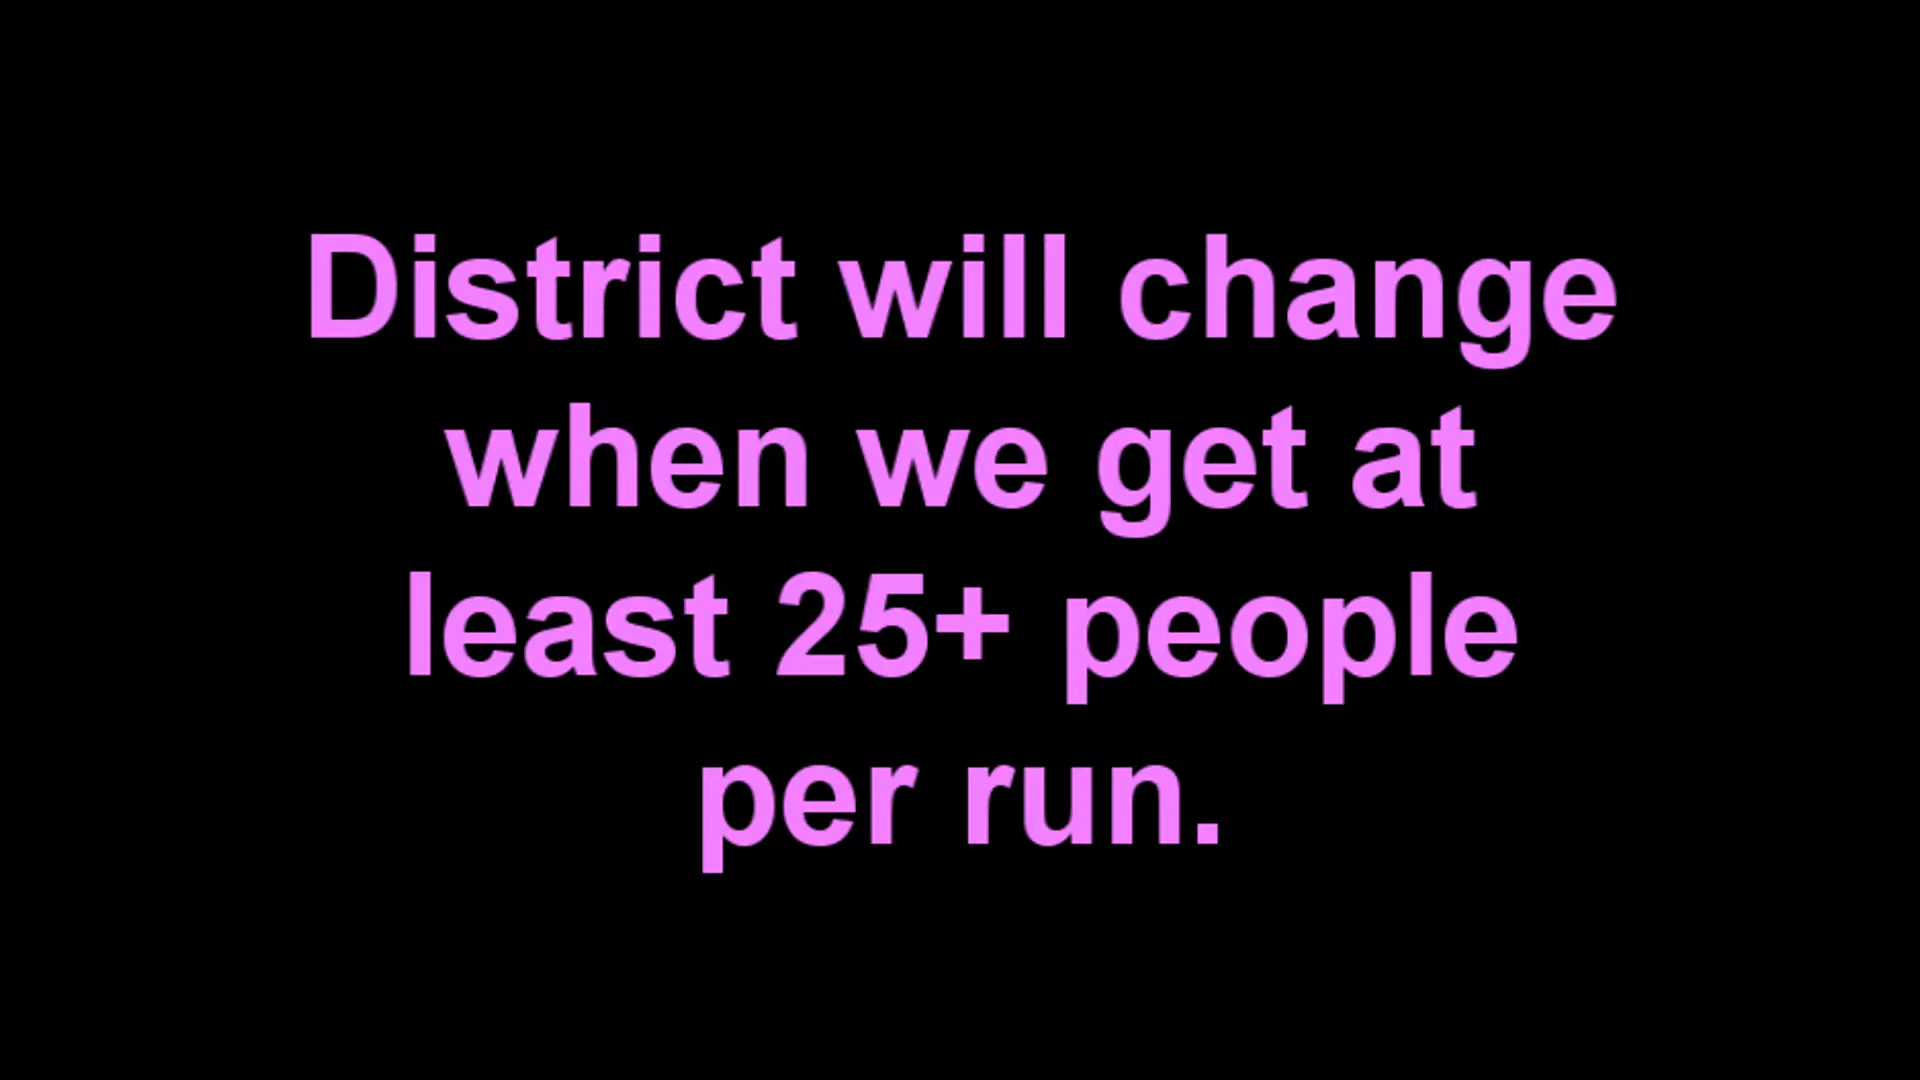 District will change
when we get at
least 25+ people
per run.